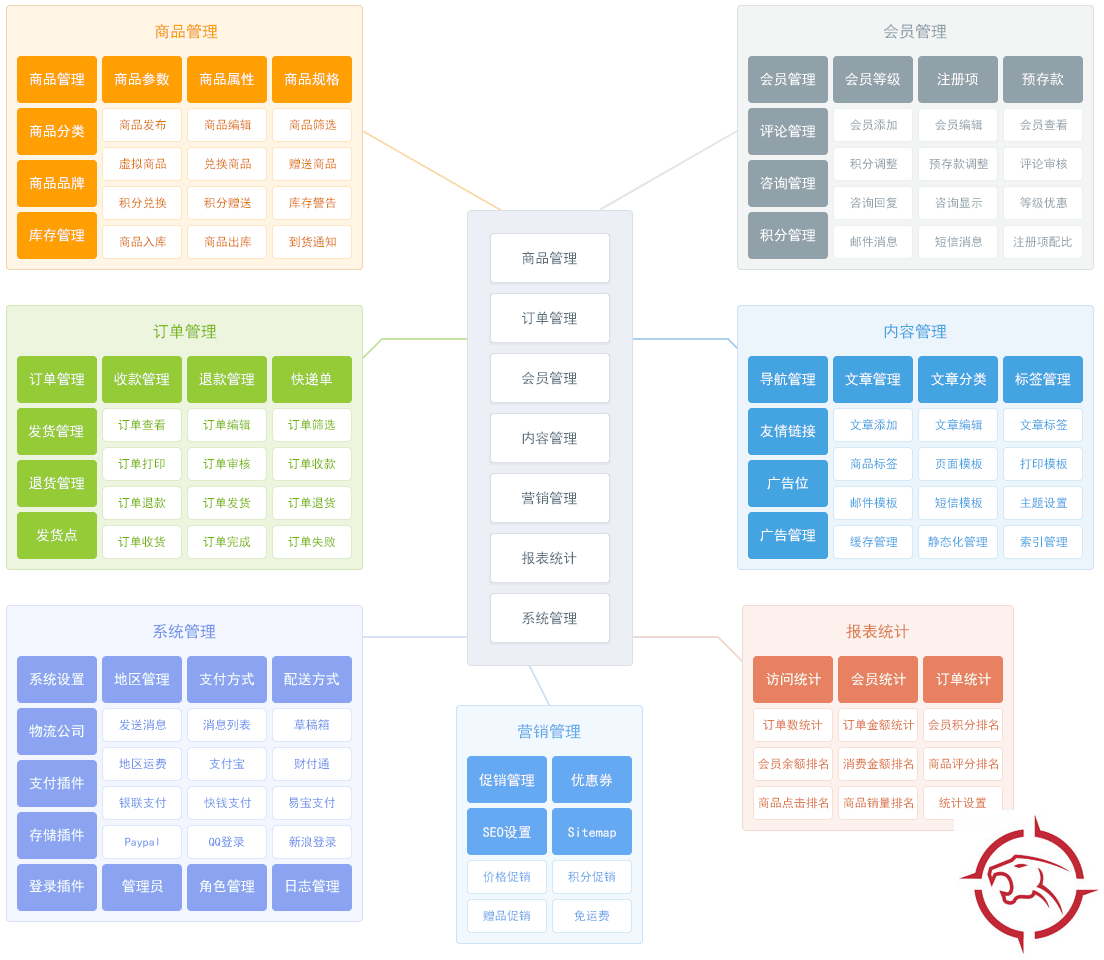 商品管理
商品管理 商品参数 商品属性 商品规格
商品分类 商品发布 商品编辑 商品筛选
虚拟商品 兑换商品 赠送商品
商品品牌
积分兑换 积分赠送 库存警告
库存管理
商品入库 商品出库 到货通知
会员管理
会员管理 会员等级 注册项 预存款
评论管理 会员添加 会员编辑 会员查看
积分调整 预存款调整 评论审核
咨询管理
咨询回复 咨询显示 等级优惠
积分管理
邮件消息 短信消息 注册项配比
商品管理
订单管理
会员管理
内容管理
营销管理
报表统计
系统管理
订单管理
订单管理 收款管理 退款管理 快递单
发货管理 订单查看 订单编辑 订单筛选
订单打印 订单审核 订单收款
退货管理
订单退款 订单发货 订单退货
发货点
订单收货 订单完成 订单失败
内容管理
导航管理 文章管理 文章分类 标签管理
友情链接 文章添加 文章编辑 文章标签
商品标签 页面模板 打印模板
广告位
邮件模板 短信模板 主题设置
广告管理
缓存管理 静态化管理 索引管理
系统管理
系统设置 地区管理 支付方式 配送方式
物流公司 发送消息 消息列表 草稿箱
地区运费 支付宝 财付通
支付插件
银联支付 快钱支付 易宝支付
存储插件
Paypal QQ登录 新浪登录
登录插件 管理员 角色管理 日志管理
营销管理
促销管理 优惠券
SEO设置 Sitemap
价格促销 积分促销
赠品促销 免运费
报表统计
访问统计 会员统计 订单统计
订单数统计 订单金额统计 会员积分排名
会员余额排名 消费金额排名 商品评分排名
商品点击排名 商品销量排名 统计设置